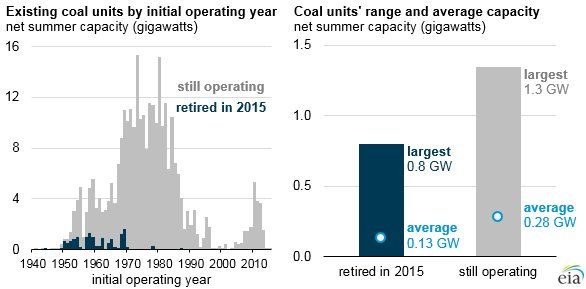 Existing coal units by initial operating year
net summer capacity (gigawatts)
16
12
8
4
0
still operating
retired in 2015
1940 1950 1960 1970 1980 1990 2000 2010
initial operating year
Coal units' range and average capacity
net summer capacity (gigawatts)
1.5
1.0
0.5
0.0
largest
0.8 GW
average
0.13 GW
largest
1.3 GW
average
0.28 GW
retired in 2015
still operating
eia